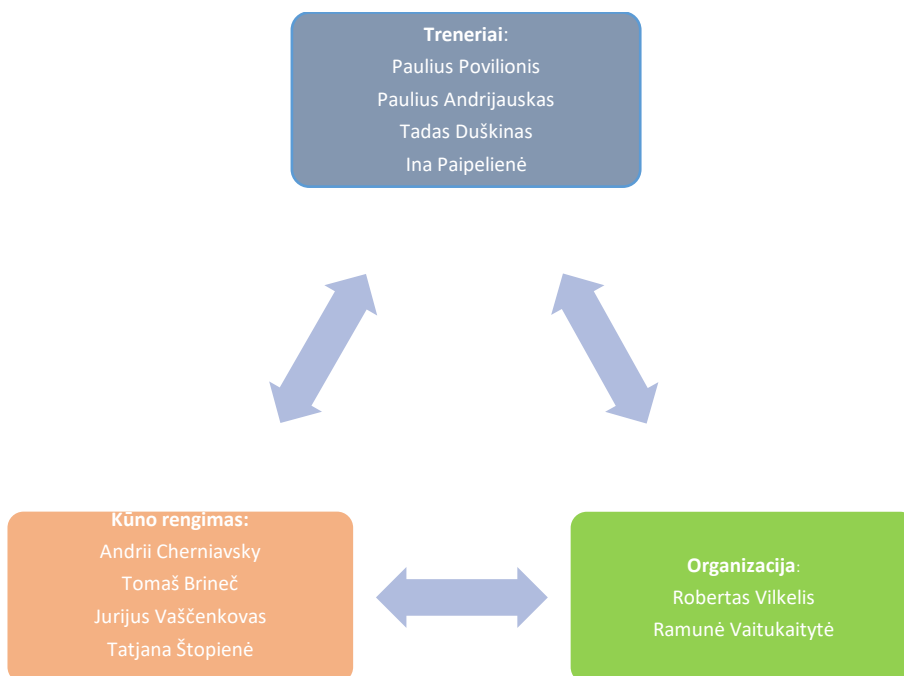 Treneriai:
Paulius Povilionis
Paulius Andrijauskas
Tadas Duškinas
Ina Paipelienė
Kūno rengimas:
Andrii Cherniavsky
Tomaš Brineč
Jurijus Vaščenkovas
Tatjana Štopienė
Organizacija:
Robertas Vilkelis
Ramunė Vaitukaitytė